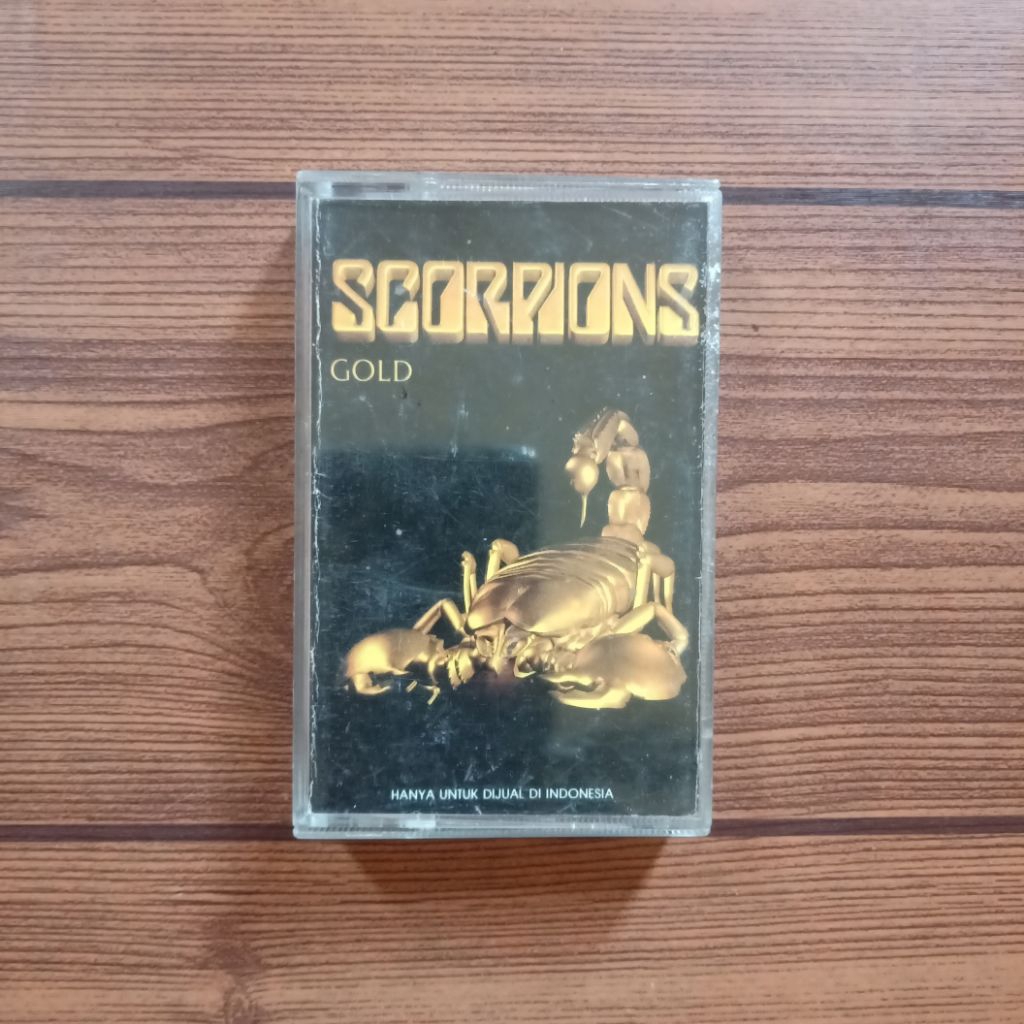 SCORPIONS
GOLD
HANYA UNTUK DIJUAL DI INDONESIA